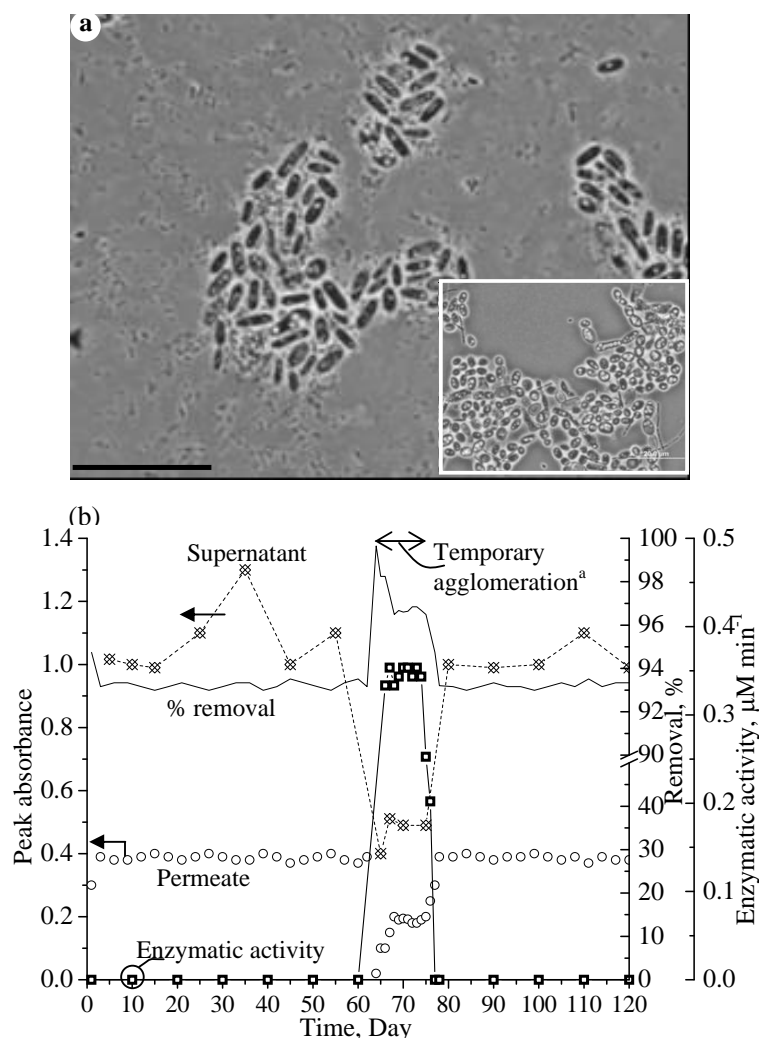 a
(b)
1.4
1.2
1.0
0.8
0.6
0.4
0.2
0.0
Peak absorbance
Supernatant
Temporary
agglomeration^a
% removal
Permeate
Enzymatic activity
100
98
96
94
92
90
40
30
20
10
0
Removal, %
0.5
0.4
0.3
0.2
0.1
0.0
Enzymatic activity, µM min⁻¹
0 10 20 30 40 50 60 70 80 90 100 110 120
Time, Day